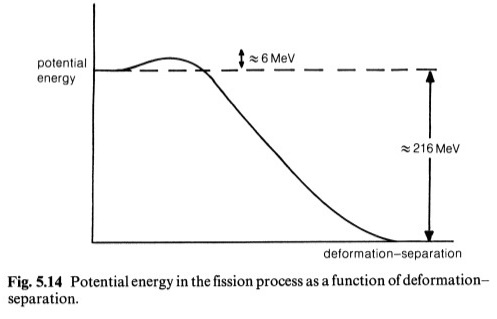 ≈ 6 MeV
potential
energy
≈ 216 MeV
deformation–separation
Fig. 5.14 Potential energy in the fission process as a function of deformation–
separation.